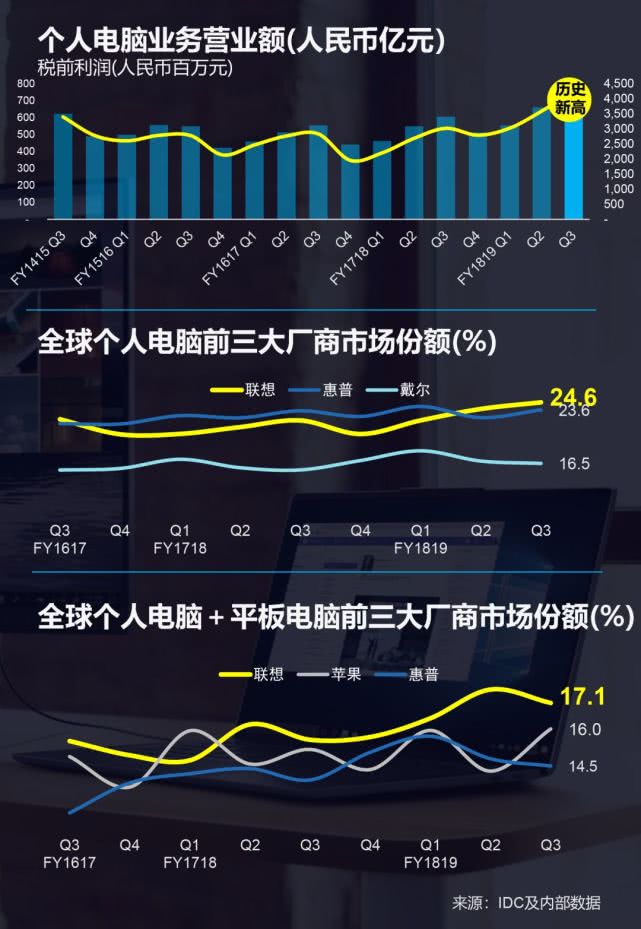 个人电脑业务营业额(人民币亿元)
税前利润(人民币百万元)
历史
新高
800
700
600
500
400
300
200
100
-
4,500
4,000
3,500
3,000
2,500
2,000
1,500
1,000
500
-
FY1415 Q3 Q4 FY1516 Q1 Q2 Q3 Q4 FY1617 Q1 Q2 Q3 Q4 FY1718 Q1 Q2 Q3 Q4 FY1819 Q1 Q2 Q3
全球个人电脑前三大厂商市场份额(%)
联想 惠普 戴尔
24.6
23.6
16.5
Q3 Q4 Q1 Q2 Q3 Q4 Q1 Q2 Q3
FY1617 FY1718 FY1819
全球个人电脑＋平板电脑前三大厂商市场份额(%)
联想 苹果 惠普
17.1
16.0
14.5
Q3 Q4 Q1 Q2 Q3 Q4 Q1 Q2 Q3
FY1617 FY1718 FY1819
来源：IDC及内部数据